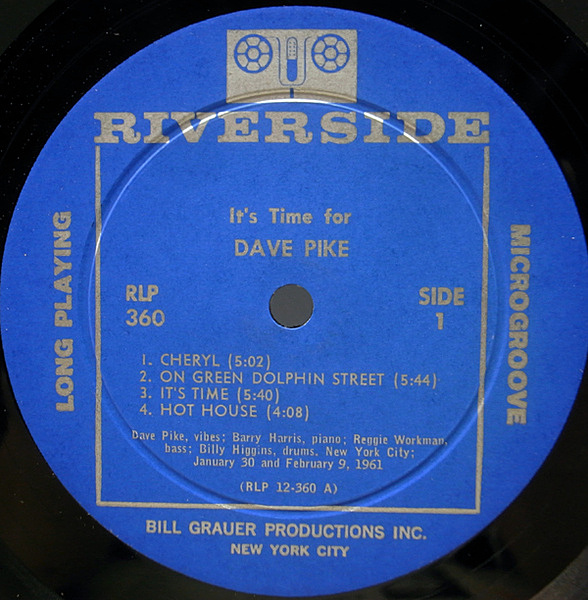 RIVERSIDE
It's Time for
DAVE PIKE
LONG PLAYING
MICROGROOVE
RLP
360
SIDE
1
1. CHERYL (5:02)
2. ON GREEN DOLPHIN STREET (5:44)
3. IT'S TIME (5:40)
4. HOT HOUSE (4:08)
Dave Pike, vibes; Barry Harris, piano; Reggie Workman,
bass; Billy Higgins, drums. New York City;
January 30 and February 9, 1961
(RLP 12-360 A)
BILL GRAUER PRODUCTIONS INC.
NEW YORK CITY